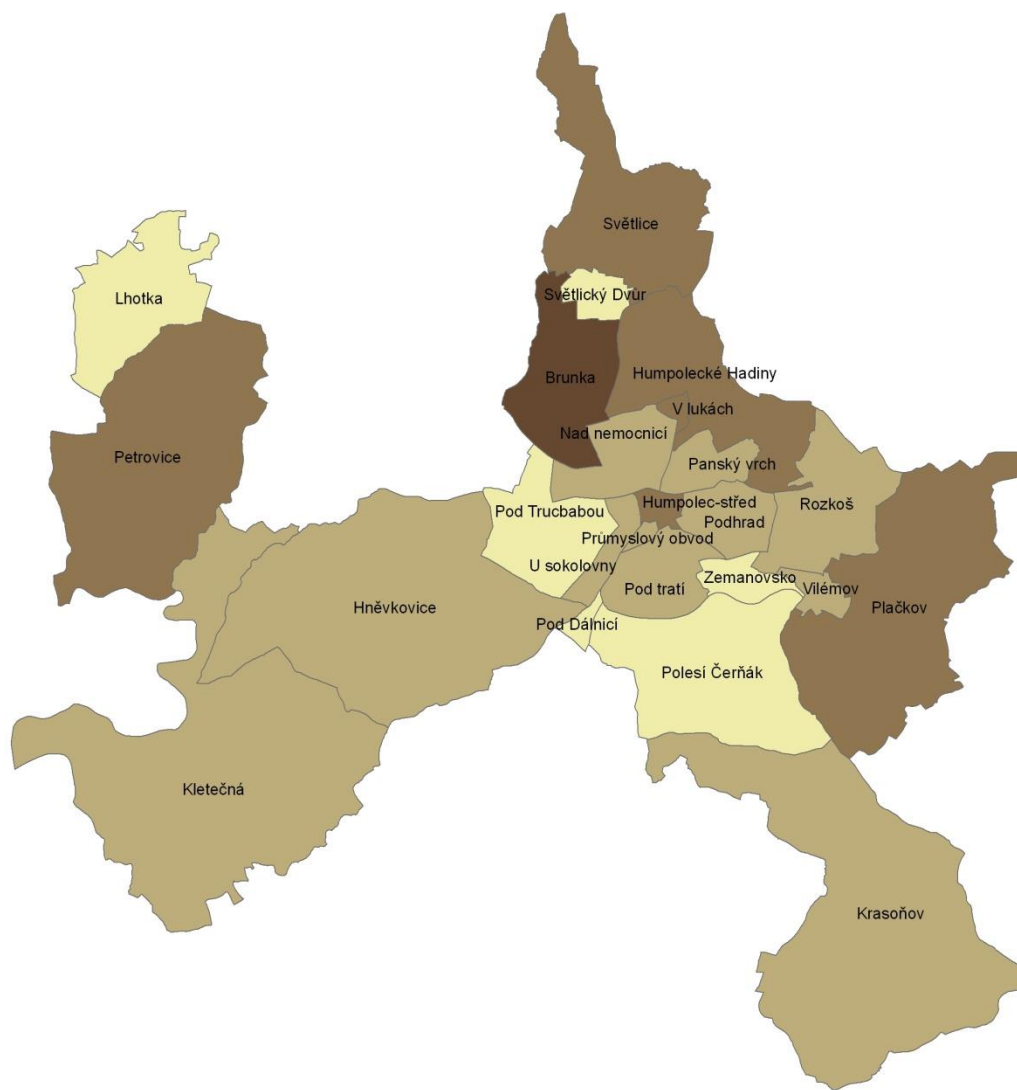 Světlice
Lhotka
Světlický Dvůr
Brunka
Humpolecké Hadiny
V lukách
Nad nemocnicí
Petrovice
Panský vrch
Humpolec-střed
Rozkoš
Pod Trucbabou
Podhrad
Průmyslový obvod
U sokolovny
Zemanovsko
Pod tratí
Vilémov
Hněvkovice
Plačkov
Pod Dálnicí
Polesí Čerňák
Kletečná
Krasoňov